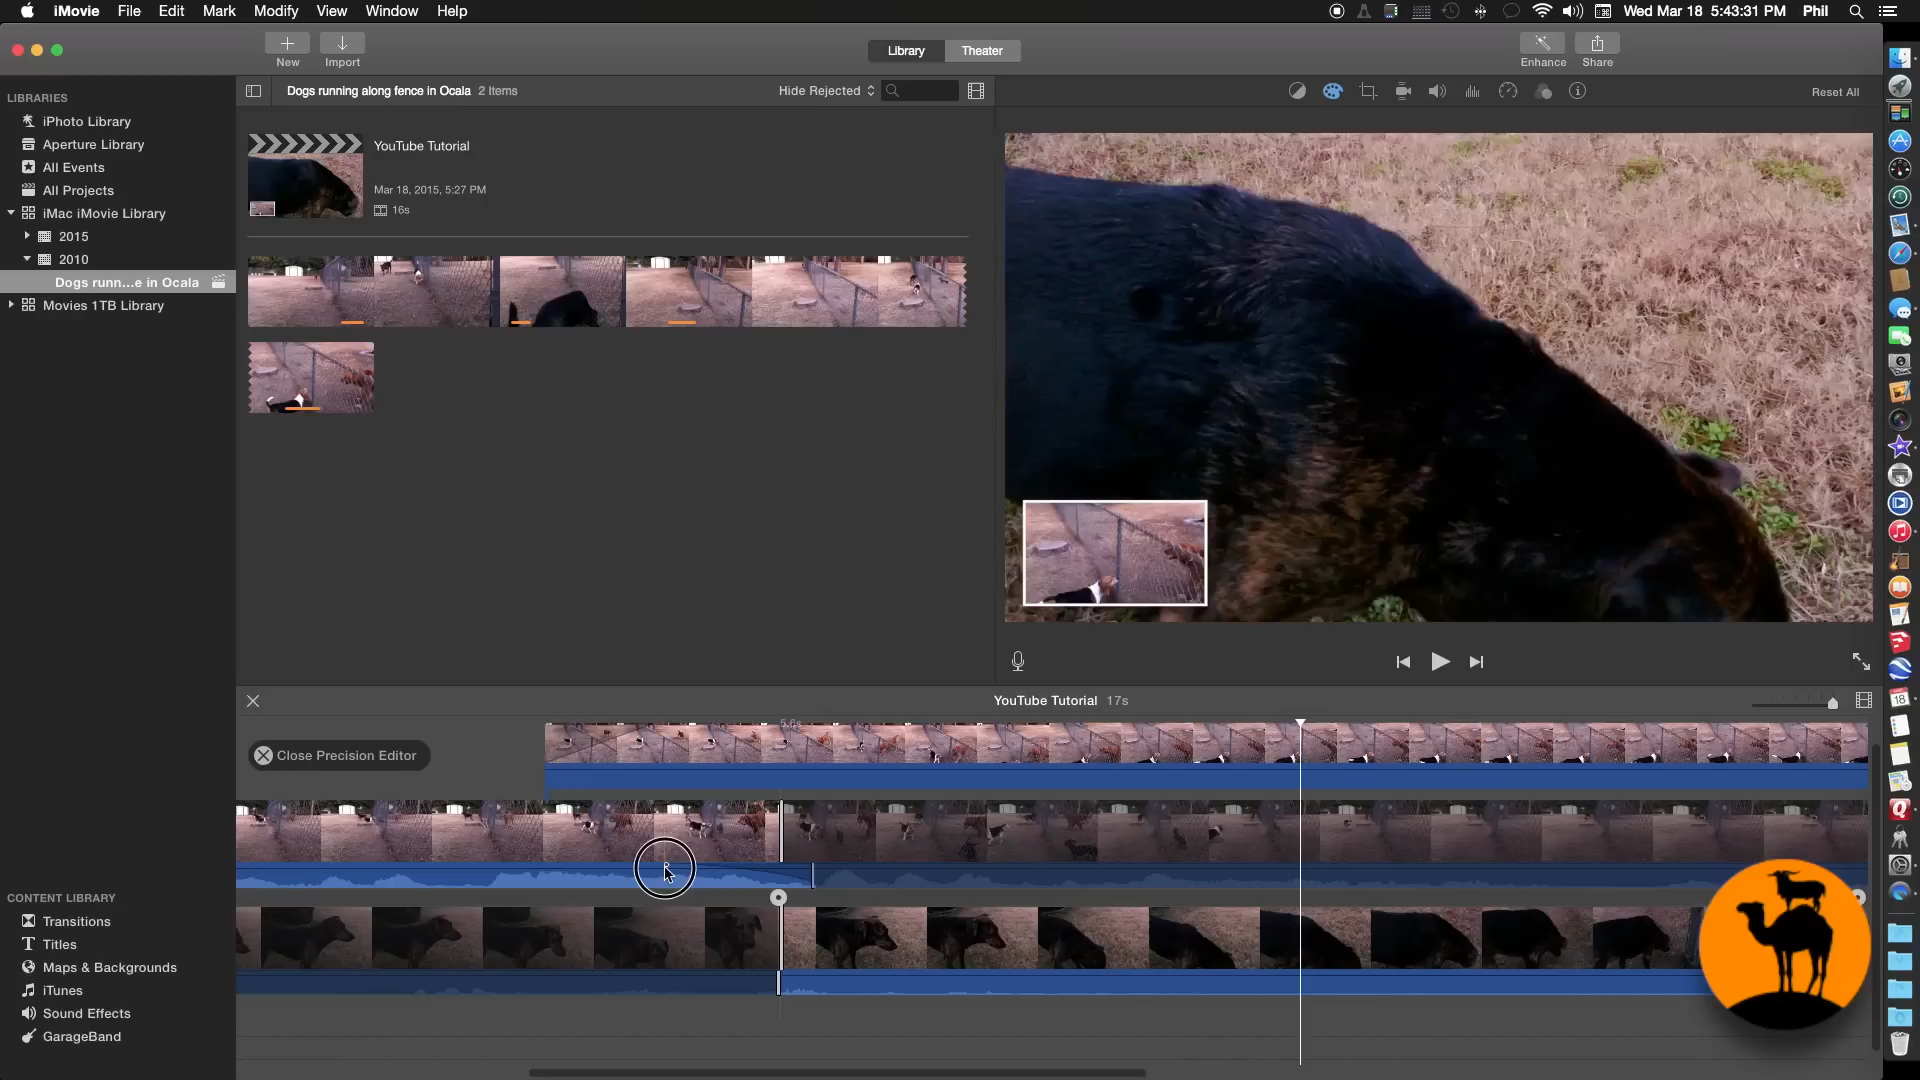 iMovie File Edit Mark Modify View Window Help
Wed Mar 18 5:43:31 PM Phil
New Import
Library Theater
Enhance Share
LIBRARIES
iPhoto Library
Aperture Library
All Events
All Projects
iMac iMovie Library
2015
2010
Dogs runn...e in Ocala
Movies 1TB Library
Dogs running along fence in Ocala 2 Items
Hide Rejected
Reset All
YouTube Tutorial
Mar 18, 2015, 5:27 PM
16s
YouTube Tutorial 17s
5.6s
Close Precision Editor
CONTENT LIBRARY
Transitions
T Titles
Maps & Backgrounds
iTunes
Sound Effects
GarageBand
18